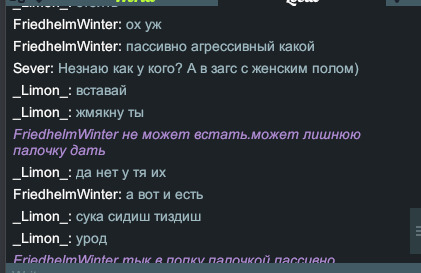 FriedhelmWinter: ох уж
FriedhelmWinter: пассивно агрессивный какой
Sever: Незнаю как у кого? А в загс с женским полом)
_Limon_: вставай
_Limon_: жмякну ты
FriedhelmWinter не может встать.может лишнюю
палочку дать
_Limon_: да нет у тя их
FriedhelmWinter: а вот и есть
_Limon_: сука сидиш тиздиш
_Limon_: урод
FriedhelmWinter тык в попку палочкой пассивно